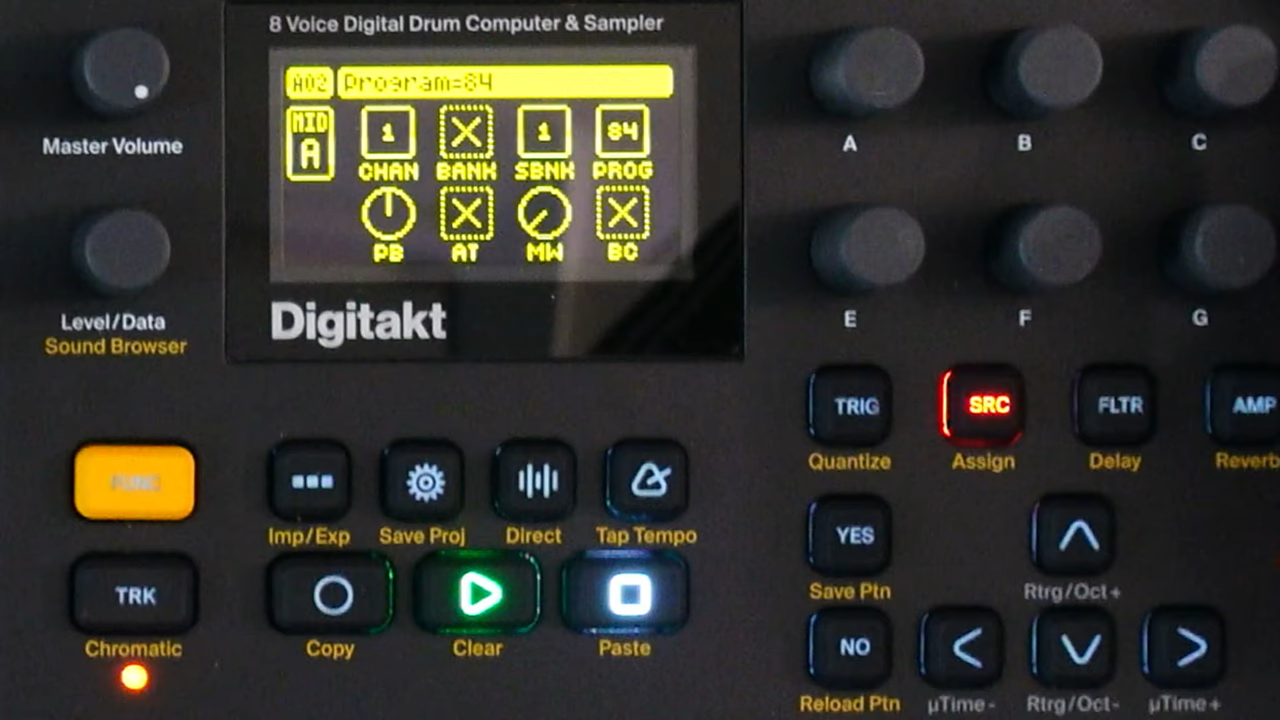 8 Voice Digital Drum Computer & Sampler
A02 Program=84
MID
A
1 1 84
CHAN BANK SBNK PROG
PB AT MW BC
Digitakt
Master Volume
Level/Data
Sound Browser
A B C
E F G
TRIG SRC FLTR AMP
Quantize Assign Delay Reverb
FUNC
Imp/Exp Save Proj Direct Tap Tempo
YES
Save Ptn Rtrg/Oct+
TRK
Chromatic Copy Clear Paste
NO
Reload Ptn µTime- Rtrg/Oct- µTime+